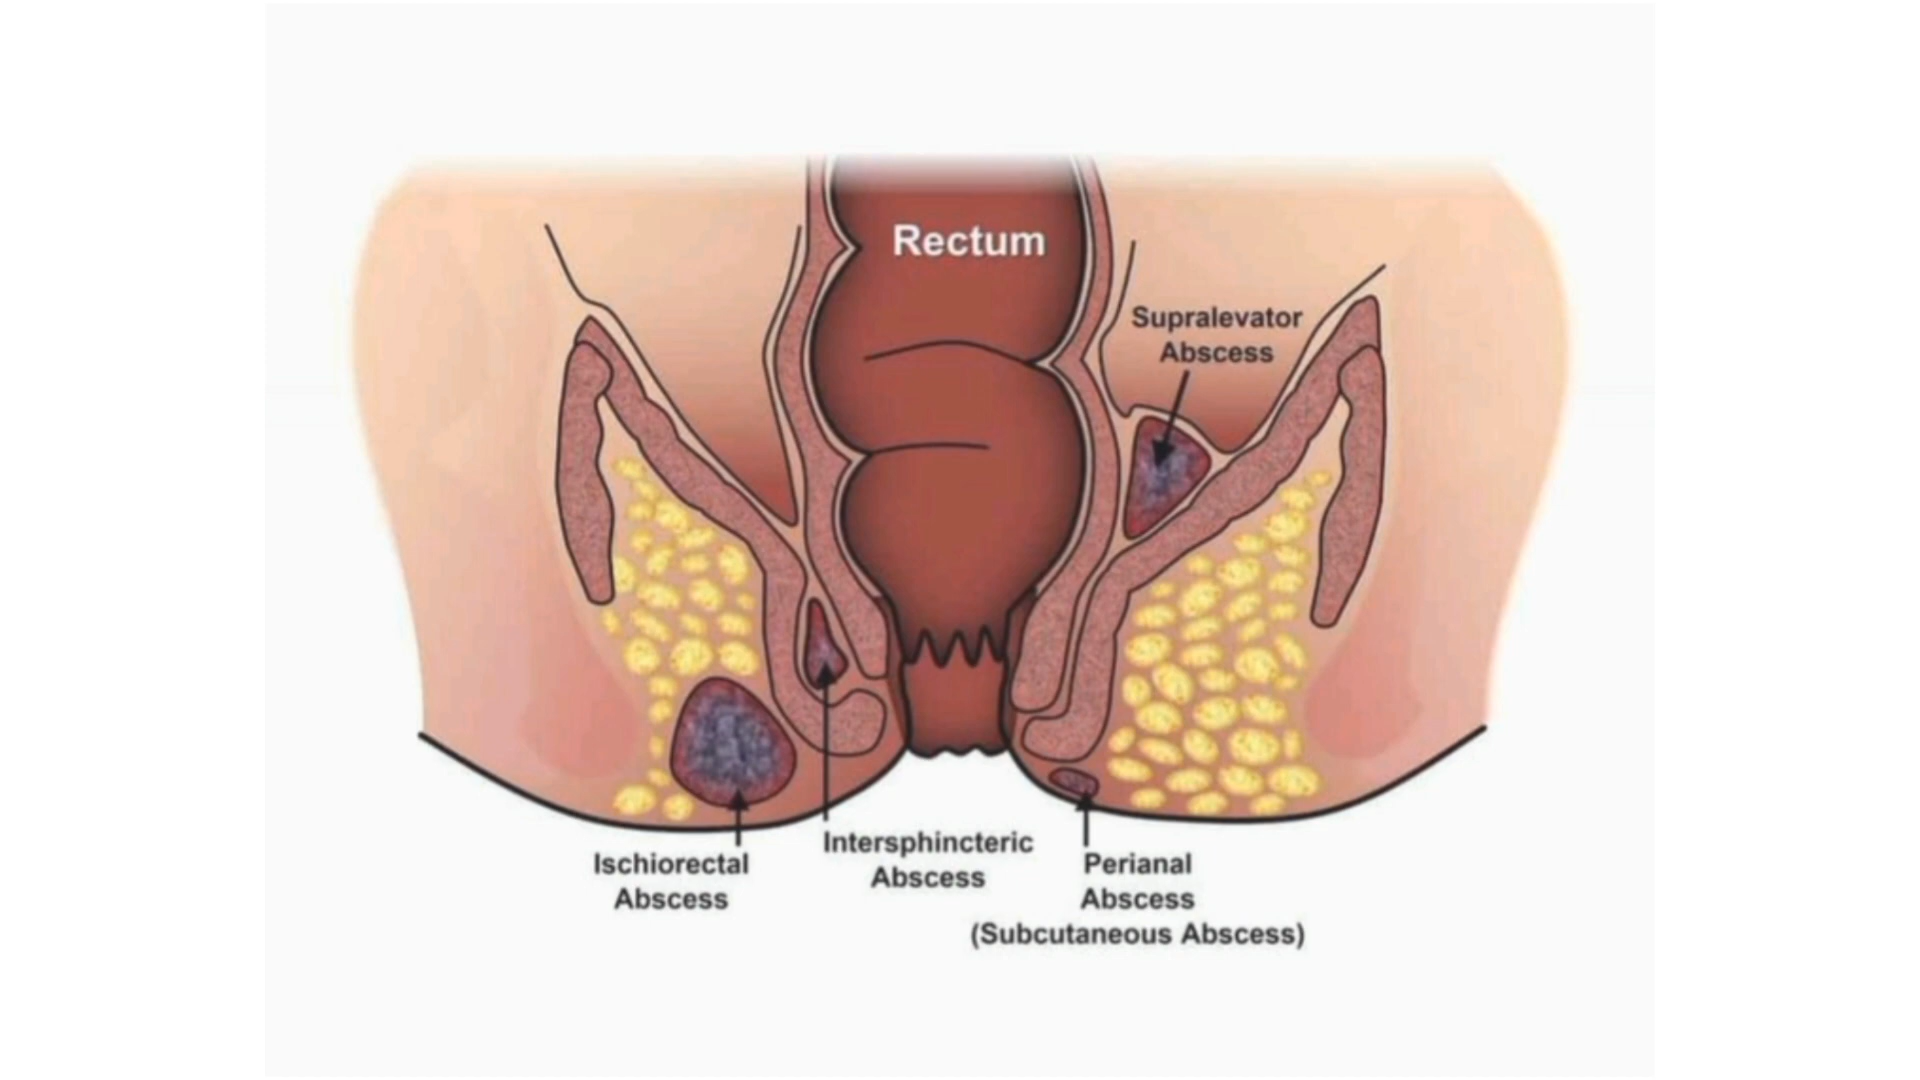 Rectum
Supralevator
Abscess
Ischiorectal
Abscess
Intersphincteric
Abscess
Perianal
Abscess
(Subcutaneous Abscess)